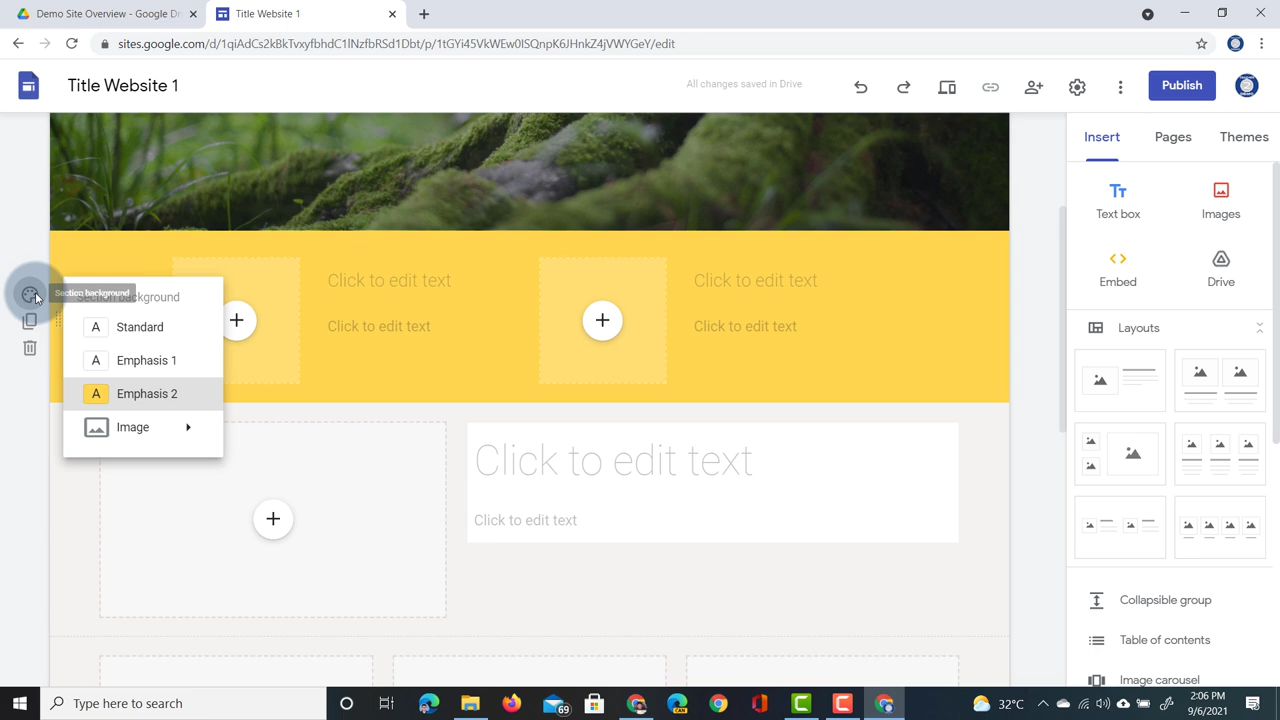 Demo Site Overview - Google Dr
Title Website 1
sites.google.com/d/1qiAdCs2kBkTvxyfbhdC1lNzfbRSd1Dbt/p/1tGYi45VkWEw0ISQnpK6JHnkZ4jVWYGeY/edit
Title Website 1
All changes saved in Drive
Publish
Insert
Pages
Themes
Text box
Images
Embed
Drive
Layouts
Collapsible group
Table of contents
Image carousel
Section background
Section background
A Standard
A Emphasis 1
A Emphasis 2
Image
Click to edit text
Click to edit text
Click to edit text
Click to edit text
Click to edit text
Click to edit text
Type here to search
69
CAN
32°C
2:06 PM
9/6/2021